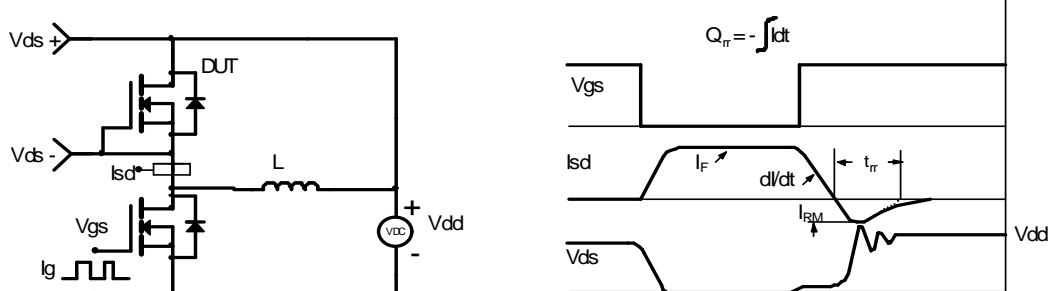 Vds +
DUT
Vds -
Isd
L
Vgs
Ig
+
VDC
-
Vdd
Qrr = - ∫Idt
Vgs
Isd
IF
dI/dt
trr
IRM
Vds
Vdd